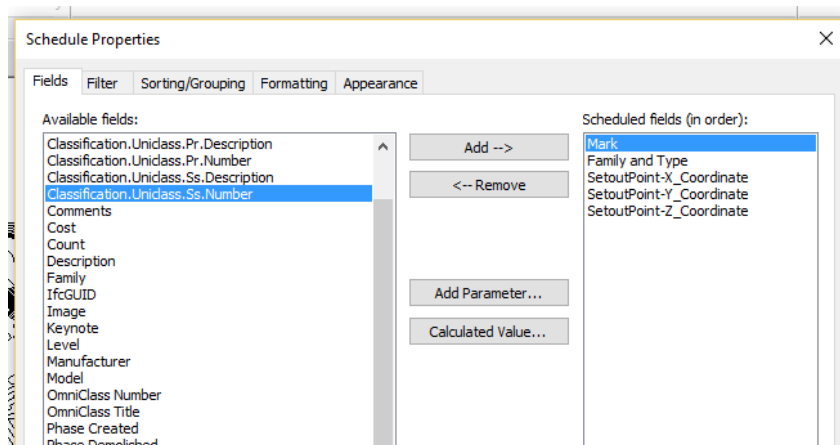 Schedule Properties
Fields Filter Sorting/Grouping Formatting Appearance
Available fields:
Classification.Uniclass.Pr.Description
Classification.Uniclass.Pr.Number
Classification.Uniclass.Ss.Description
Classification.Uniclass.Ss.Number
Comments
Cost
Count
Description
Family
IfcGUID
Image
Keynote
Level
Manufacturer
Model
OmniClass Number
OmniClass Title
Phase Created
Phase Demolished
Add -->
<-- Remove
Add Parameter...
Calculated Value...
Scheduled fields (in order):
Mark
Family and Type
SetoutPoint-X_Coordinate
SetoutPoint-Y_Coordinate
SetoutPoint-Z_Coordinate